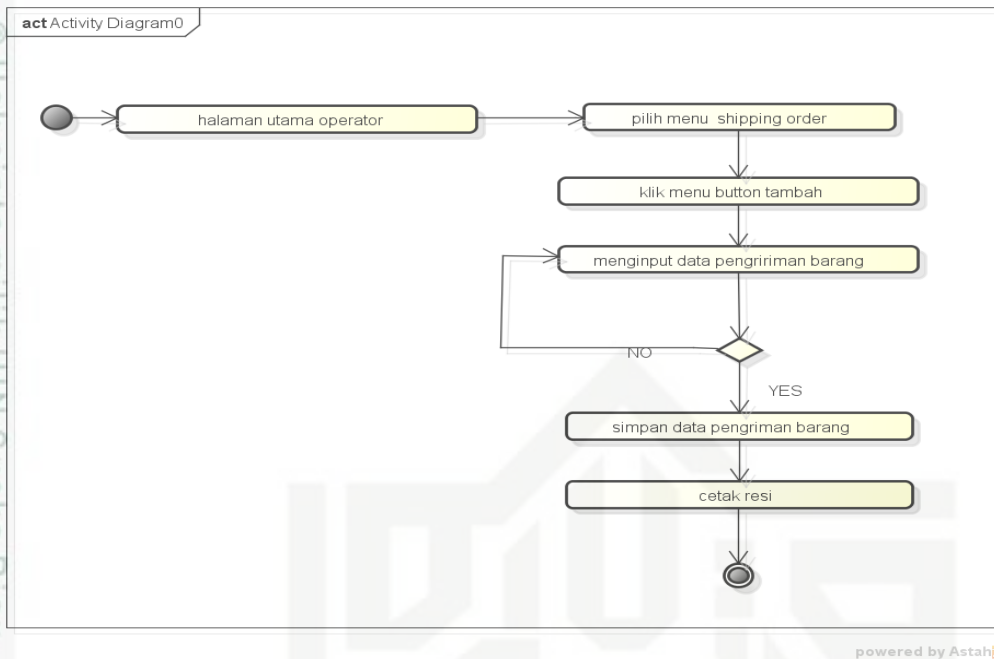 act Activity Diagram0
halaman utama operator
pilih menu shipping order
klik menu button tambah
menginput data pengririman barang
NO
YES
simpan data pengriman barang
cetak resi
powered by Astah